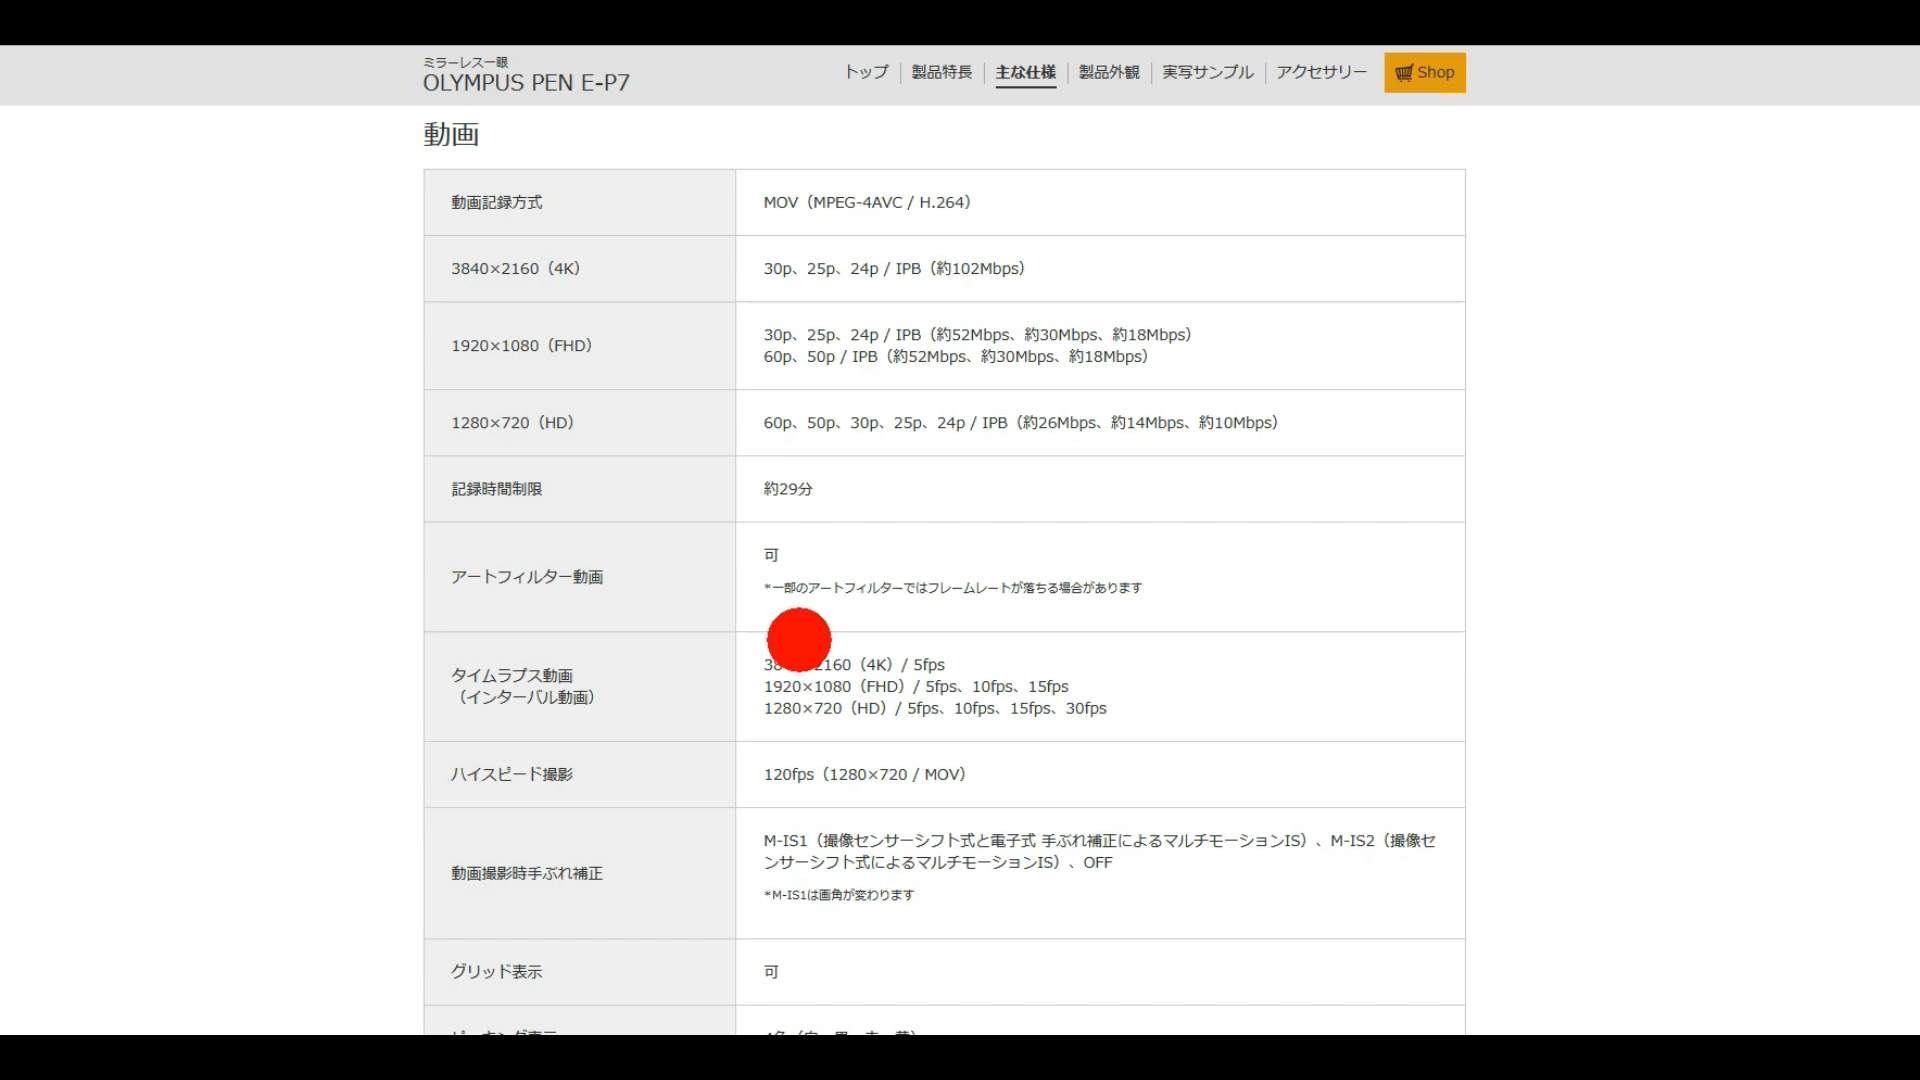 ミラーレス一眼
OLYMPUS PEN E-P7
トップ 製品特長 主な仕様 製品外観 実写サンプル アクセサリー Shop
動画
動画記録方式 MOV（MPEG-4AVC / H.264）
3840×2160（4K） 30p、25p、24p / IPB（約102Mbps）
1920×1080（FHD） 30p、25p、24p / IPB（約52Mbps、約30Mbps、約18Mbps）
60p、50p / IPB（約52Mbps、約30Mbps、約18Mbps）
1280×720（HD） 60p、50p、30p、25p、24p / IPB（約26Mbps、約14Mbps、約10Mbps）
記録時間制限 約29分
アートフィルター動画 可
*一部のアートフィルターではフレームレートが落ちる場合があります
タイムラプス動画
（インターバル動画）
2160（4K）/ 5fps
1920×1080（FHD）/ 5fps、10fps、15fps
1280×720（HD）/ 5fps、10fps、15fps、30fps
ハイスピード撮影 120fps（1280×720 / MOV）
動画撮影時手ぶれ補正 M-IS1（撮像センサーシフト式と電子式 手ぶれ補正によるマルチモーションIS）、M-IS2（撮像セ
ンサーシフト式によるマルチモーションIS）、OFF
*M-IS1は画角が変わります
グリッド表示 可